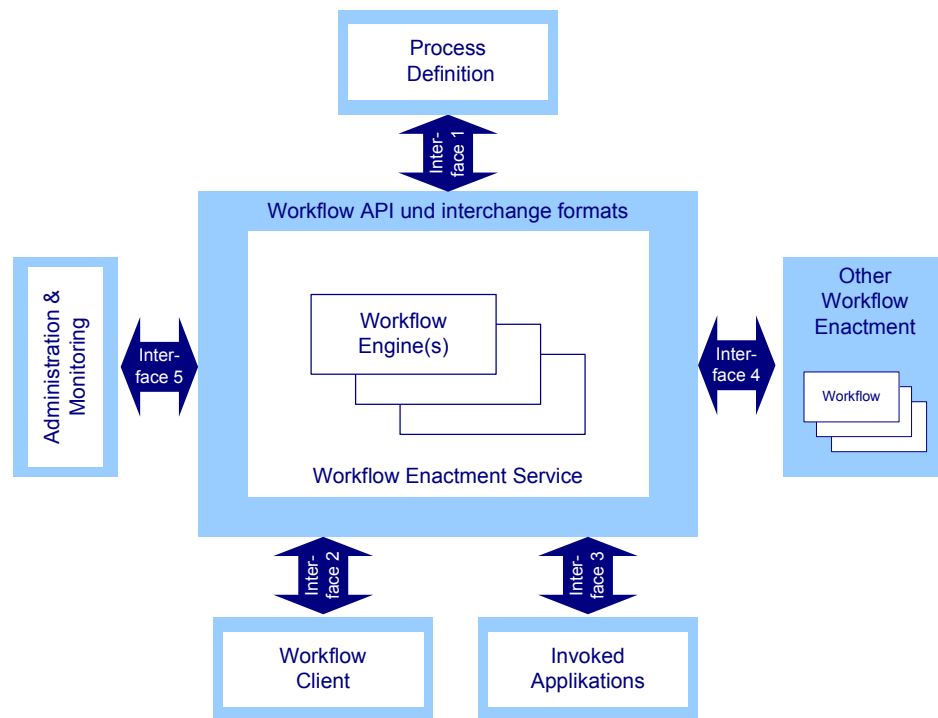 Process
Definition
Inter-
face 1
Workflow API und interchange formats
Administration &
Monitoring
Inter-
face 5
Workflow
Engine(s)
Workflow Enactment Service
Inter-
face 4
Other
Workflow
Enactment
Workflow
Inter-
face 2
Inter-
face 3
Workflow
Client
Invoked
Applikations